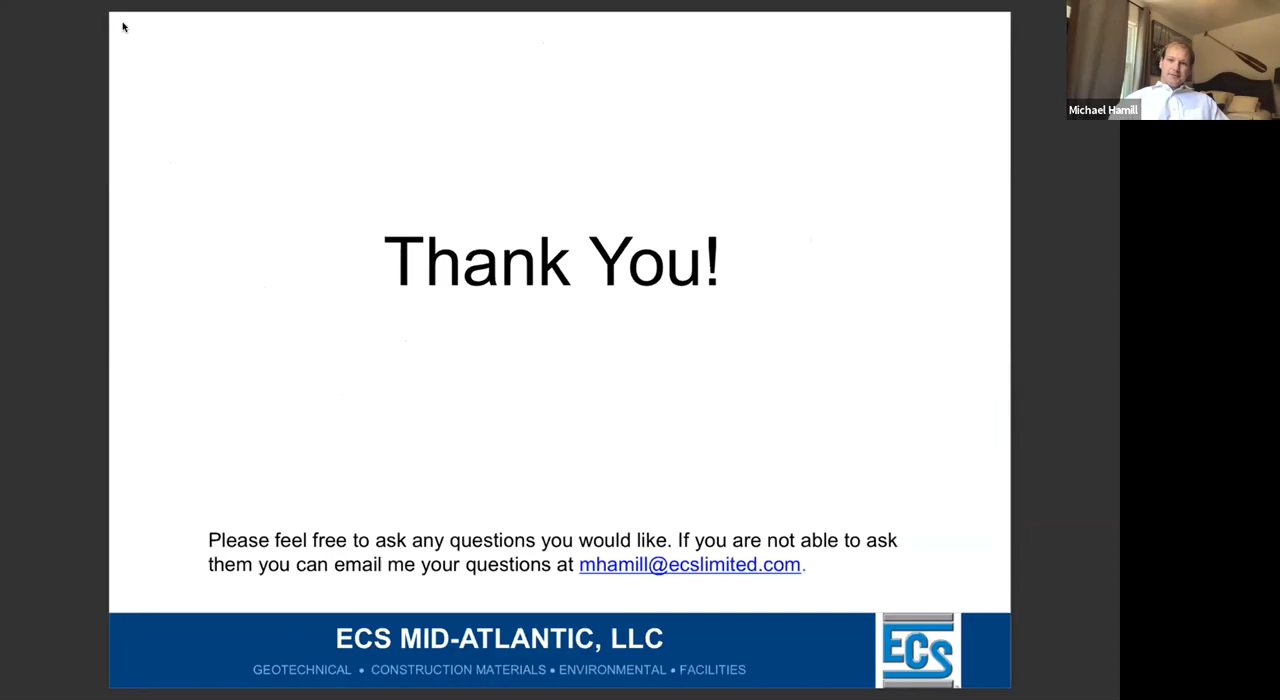 Michael Hamill
Thank You!
Please feel free to ask any questions you would like. If you are not able to ask
them you can email me your questions at mhamill@ecslimited.com.
ECS MID-ATLANTIC, LLC
GEOTECHNICAL • CONSTRUCTION MATERIALS • ENVIRONMENTAL • FACILITIES
ECS